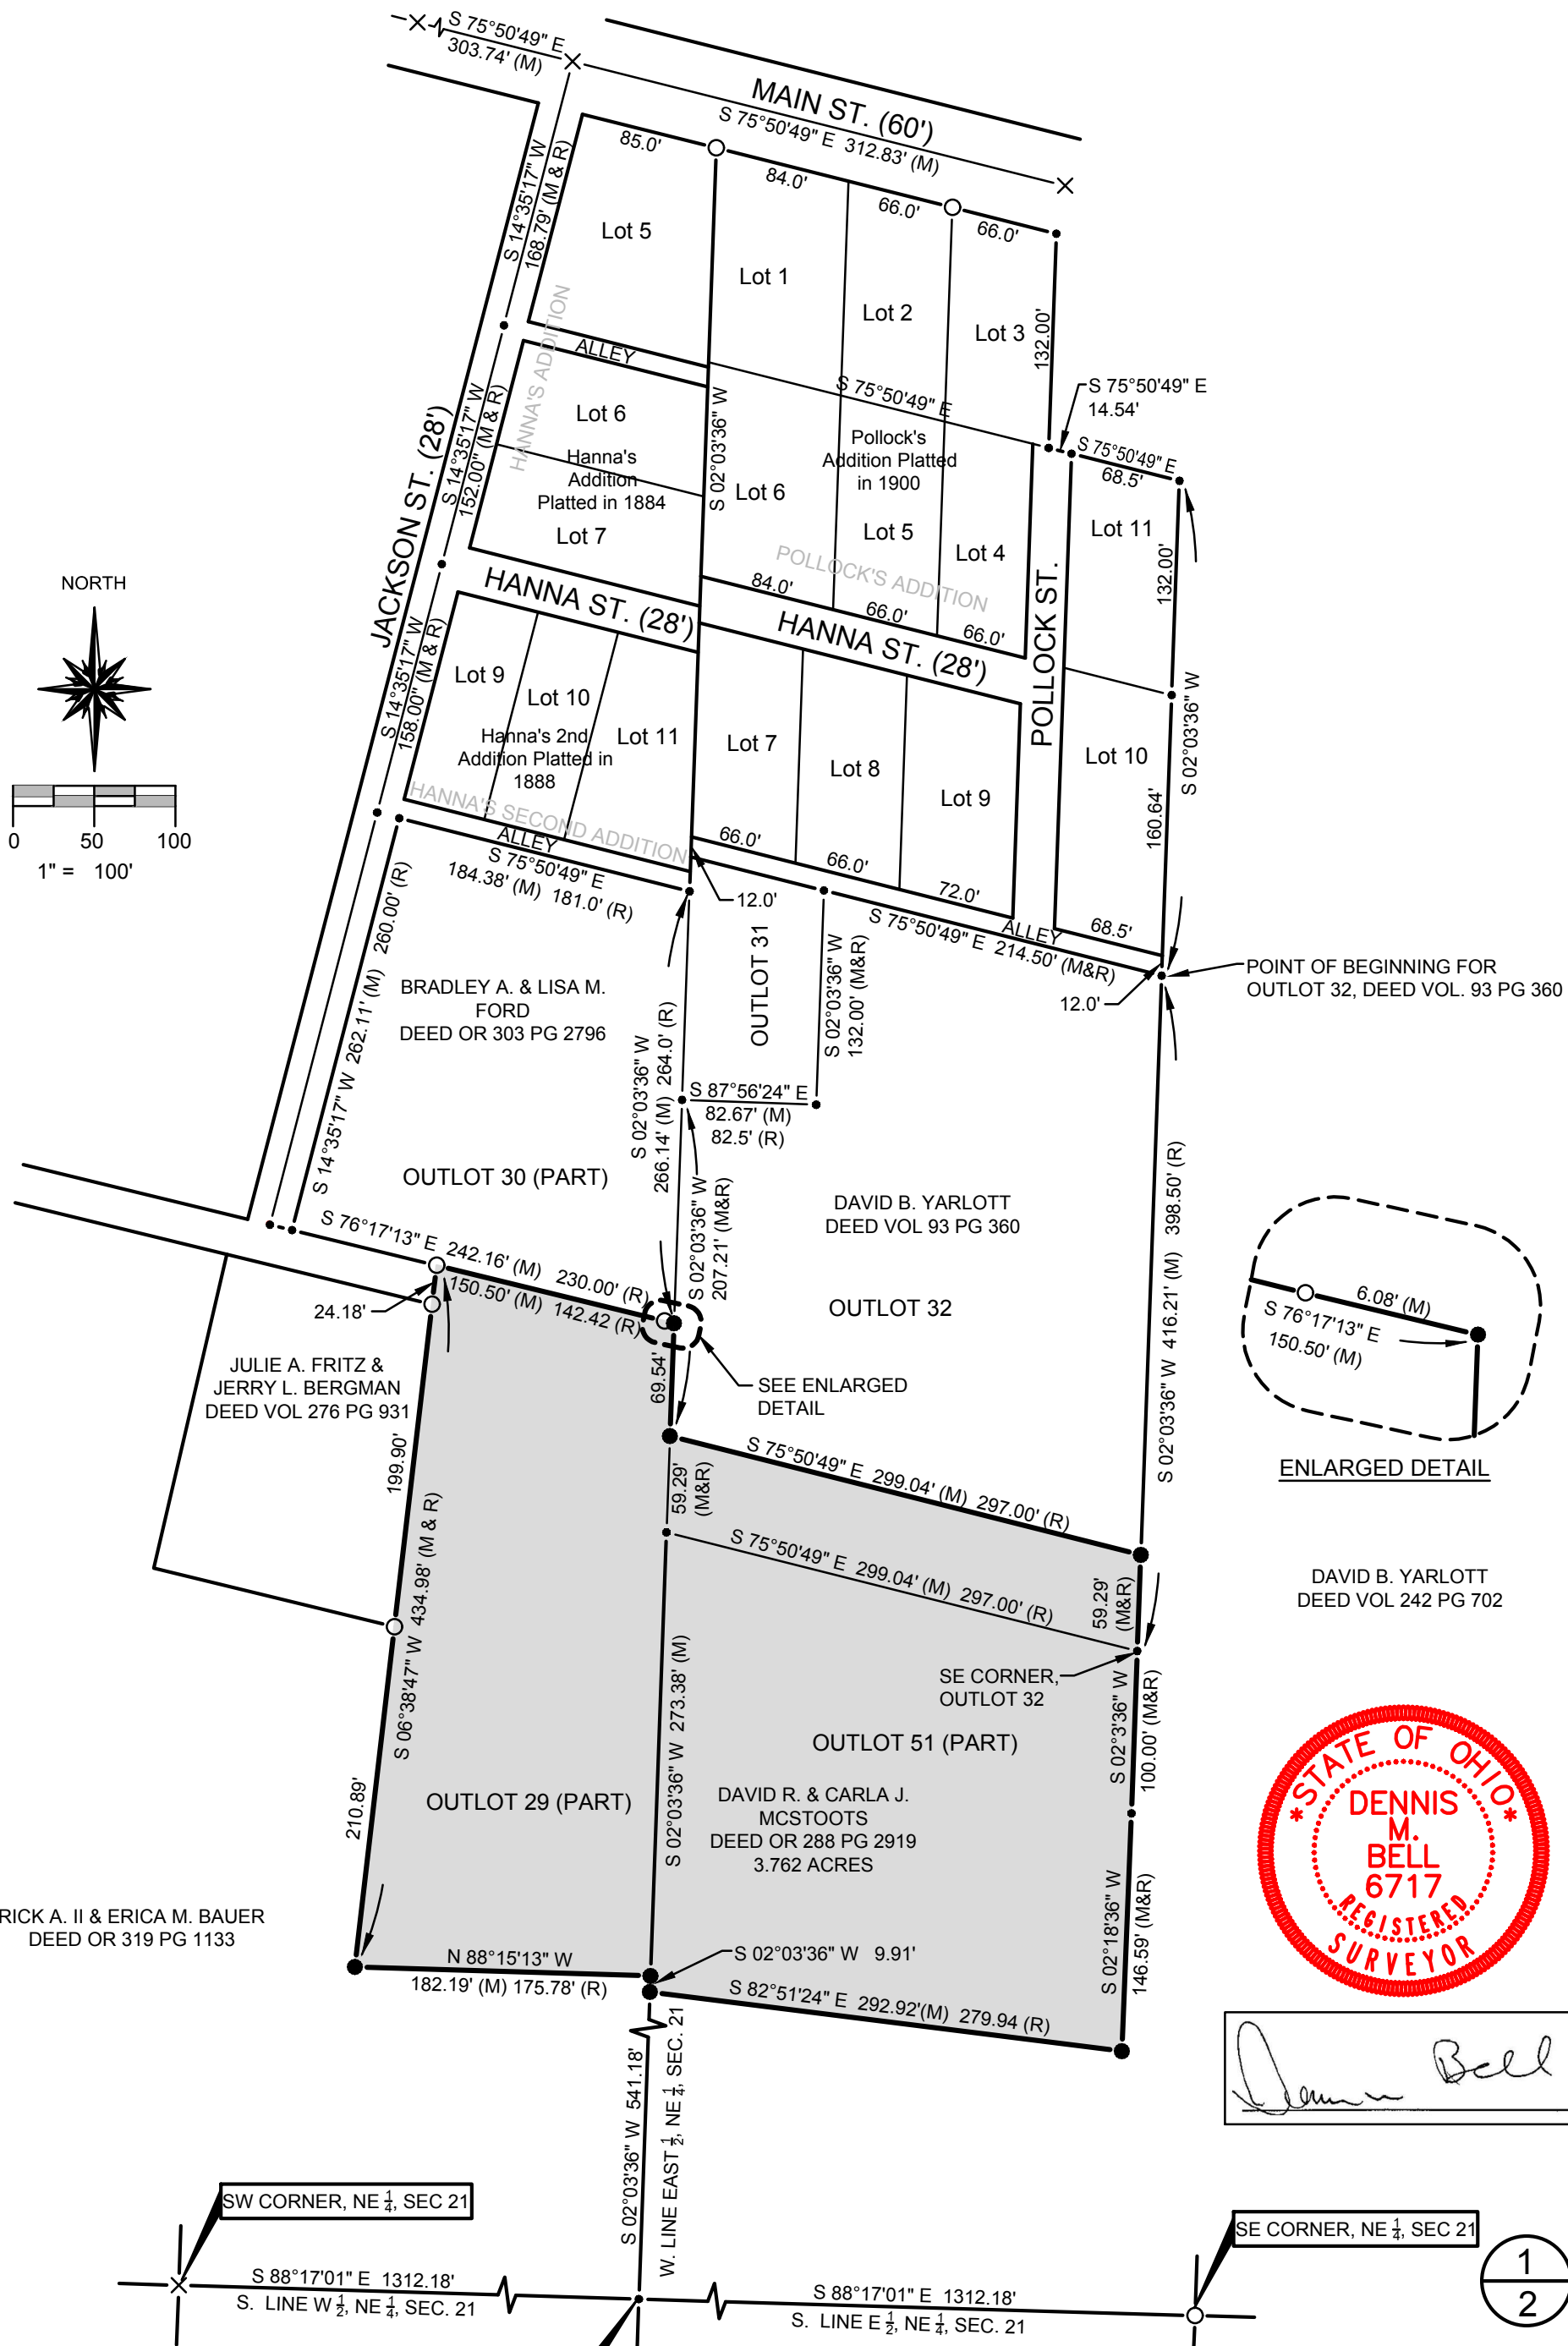 S 75°50'49" E
303.74' (M)
MAIN ST. (60')
S 75°50'49" E 312.83' (M)
85.0'
84.0'
66.0'
66.0'
S 14°35'17" W
168.79' (M & R)
Lot 5
Lot 1
Lot 2
Lot 3
132.00'
HANNA'S ADDITION
ALLEY
S 75°50'49" E
S 75°50'49" E
14.54'
S 75°50'49" E
68.5'
JACKSON ST. (28')
S 14°35'17" W
152.00' (M & R)
Lot 6
Hanna's
Addition
Platted in 1884
Lot 7
S 02°03'36" W
Lot 6
Pollock's
Addition Platted
in 1900
Lot 5
Lot 4
POLLOCK'S ADDITION
Lot 11
132.00'
84.0'
66.0'
66.0'
HANNA ST. (28')
HANNA ST. (28')
POLLOCK ST.
NORTH
0 50 100
1" = 100'
S 14°35'17" W
158.00' (M & R)
Lot 9
Lot 10
Lot 11
Hanna's 2nd
Addition Platted in
1888
HANNA'S SECOND ADDITION
Lot 7
Lot 8
Lot 9
Lot 10
S 02°03'36" W
160.64'
66.0'
66.0'
72.0'
68.5'
ALLEY
S 75°50'49" E
184.38' (M) 181.0' (R)
12.0'
ALLEY
S 75°50'49" E 214.50' (M&R)
12.0'
POINT OF BEGINNING FOR
OUTLOT 32, DEED VOL. 93 PG 360
S 14°35'17" W 262.11' (M) 260.00' (R)
BRADLEY A. & LISA M.
FORD
DEED OR 303 PG 2796
OUTLOT 31
S 02°03'36" W
132.00' (M&R)
S 02°03'36" W
266.14' (M) 264.0' (R)
S 87°56'24" E
82.67' (M)
82.5' (R)
OUTLOT 30 (PART)
S 02°03'36" W
207.21' (M&R)
DAVID B. YARLOTT
DEED VOL 93 PG 360
OUTLOT 32
S 02°03'36" W 416.21' (M) 398.50' (R)
S 76°17'13" E 242.16' (M) 230.00' (R)
150.50' (M) 142.42 (R)
24.18'
JULIE A. FRITZ &
JERRY L. BERGMAN
DEED VOL 276 PG 931
69.54'
SEE ENLARGED
DETAIL
6.08' (M)
S 76°17'13" E
150.50' (M)
ENLARGED DETAIL
199.90'
S 06°38'47" W 434.98' (M & R)
59.29'
(M&R)
S 75°50'49" E 299.04' (M) 297.00' (R)
S 75°50'49" E 299.04' (M) 297.00' (R)
59.29'
(M&R)
DAVID B. YARLOTT
DEED VOL 242 PG 702
SE CORNER,
OUTLOT 32
S 02°3'36" W
100.00' (M&R)
S 02°03'36" W 273.38' (M)
OUTLOT 51 (PART)
210.89'
OUTLOT 29 (PART)
DAVID R. & CARLA J.
MCSTOOTS
DEED OR 288 PG 2919
3.762 ACRES
S 02°18'36" W
146.59' (M&R)
*STATE OF OHIO*
DENNIS
M.
BELL
6717
REGISTERED
SURVEYOR
RICK A. II & ERICA M. BAUER
DEED OR 319 PG 1133
N 88°15'13" W
182.19' (M) 175.78' (R)
S 02°03'36" W 9.91'
S 82°51'24" E 292.92'(M) 279.94 (R)
Bell
S 02°03'36" W 541.18'
W. LINE EAST 1/2, NE 1/4, SEC. 21
SW CORNER, NE 1/4, SEC 21
SE CORNER, NE 1/4, SEC 21
S 88°17'01" E 1312.18'
S. LINE W 1/2, NE 1/4, SEC. 21
S 88°17'01" E 1312.18'
S. LINE E 1/2, NE 1/4, SEC. 21
1
2